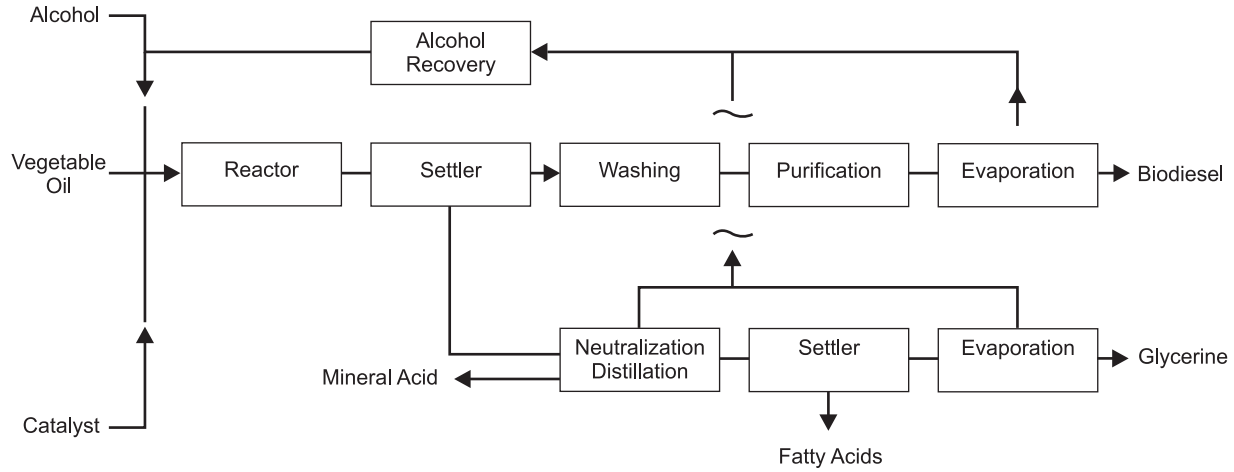 Alcohol
Alcohol
Recovery
Vegetable
Oil
Reactor
Settler
Washing
Purification
Evaporation
Biodiesel
Neutralization
Distillation
Settler
Evaporation
Glycerine
Mineral Acid
Catalyst
Fatty Acids